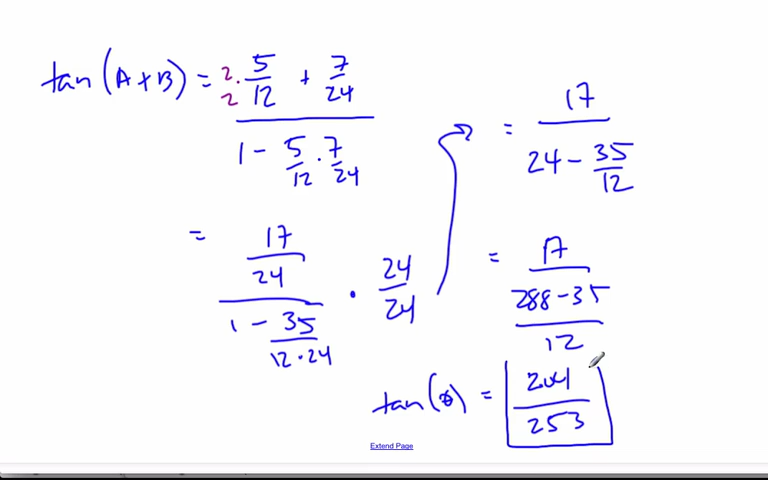 tan(A+B) = 2/2 · 5/12 + 7/24
1 - 5/12 · 7/24
= 17/24
1 - 35/12·24
· 24/24
= 17
24 - 35/12
= 17
288-35
12
tan(θ) = 204/253
Extend Page